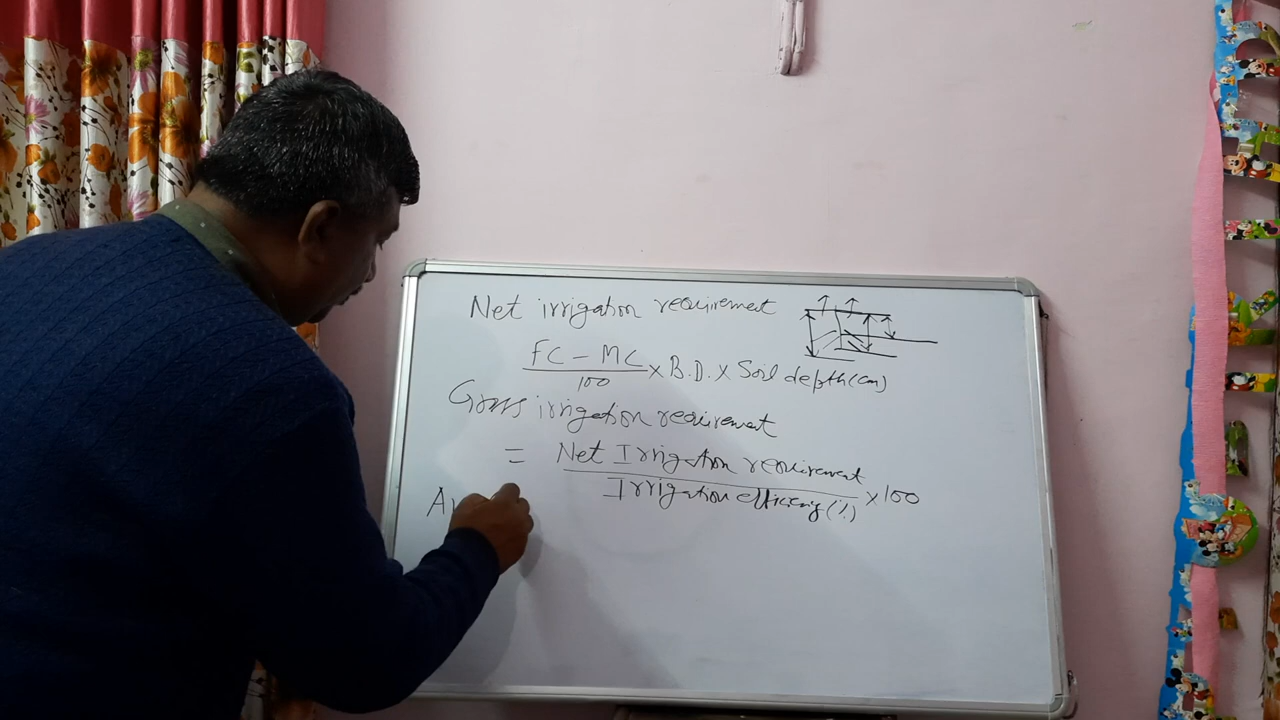 Net irrigation requirement
FC - MC
100
× B.D. × Soil depth (cm)
Gross irrigation requirement
= Net Irrigation requirement
Irrigation efficiency (%)
× 100